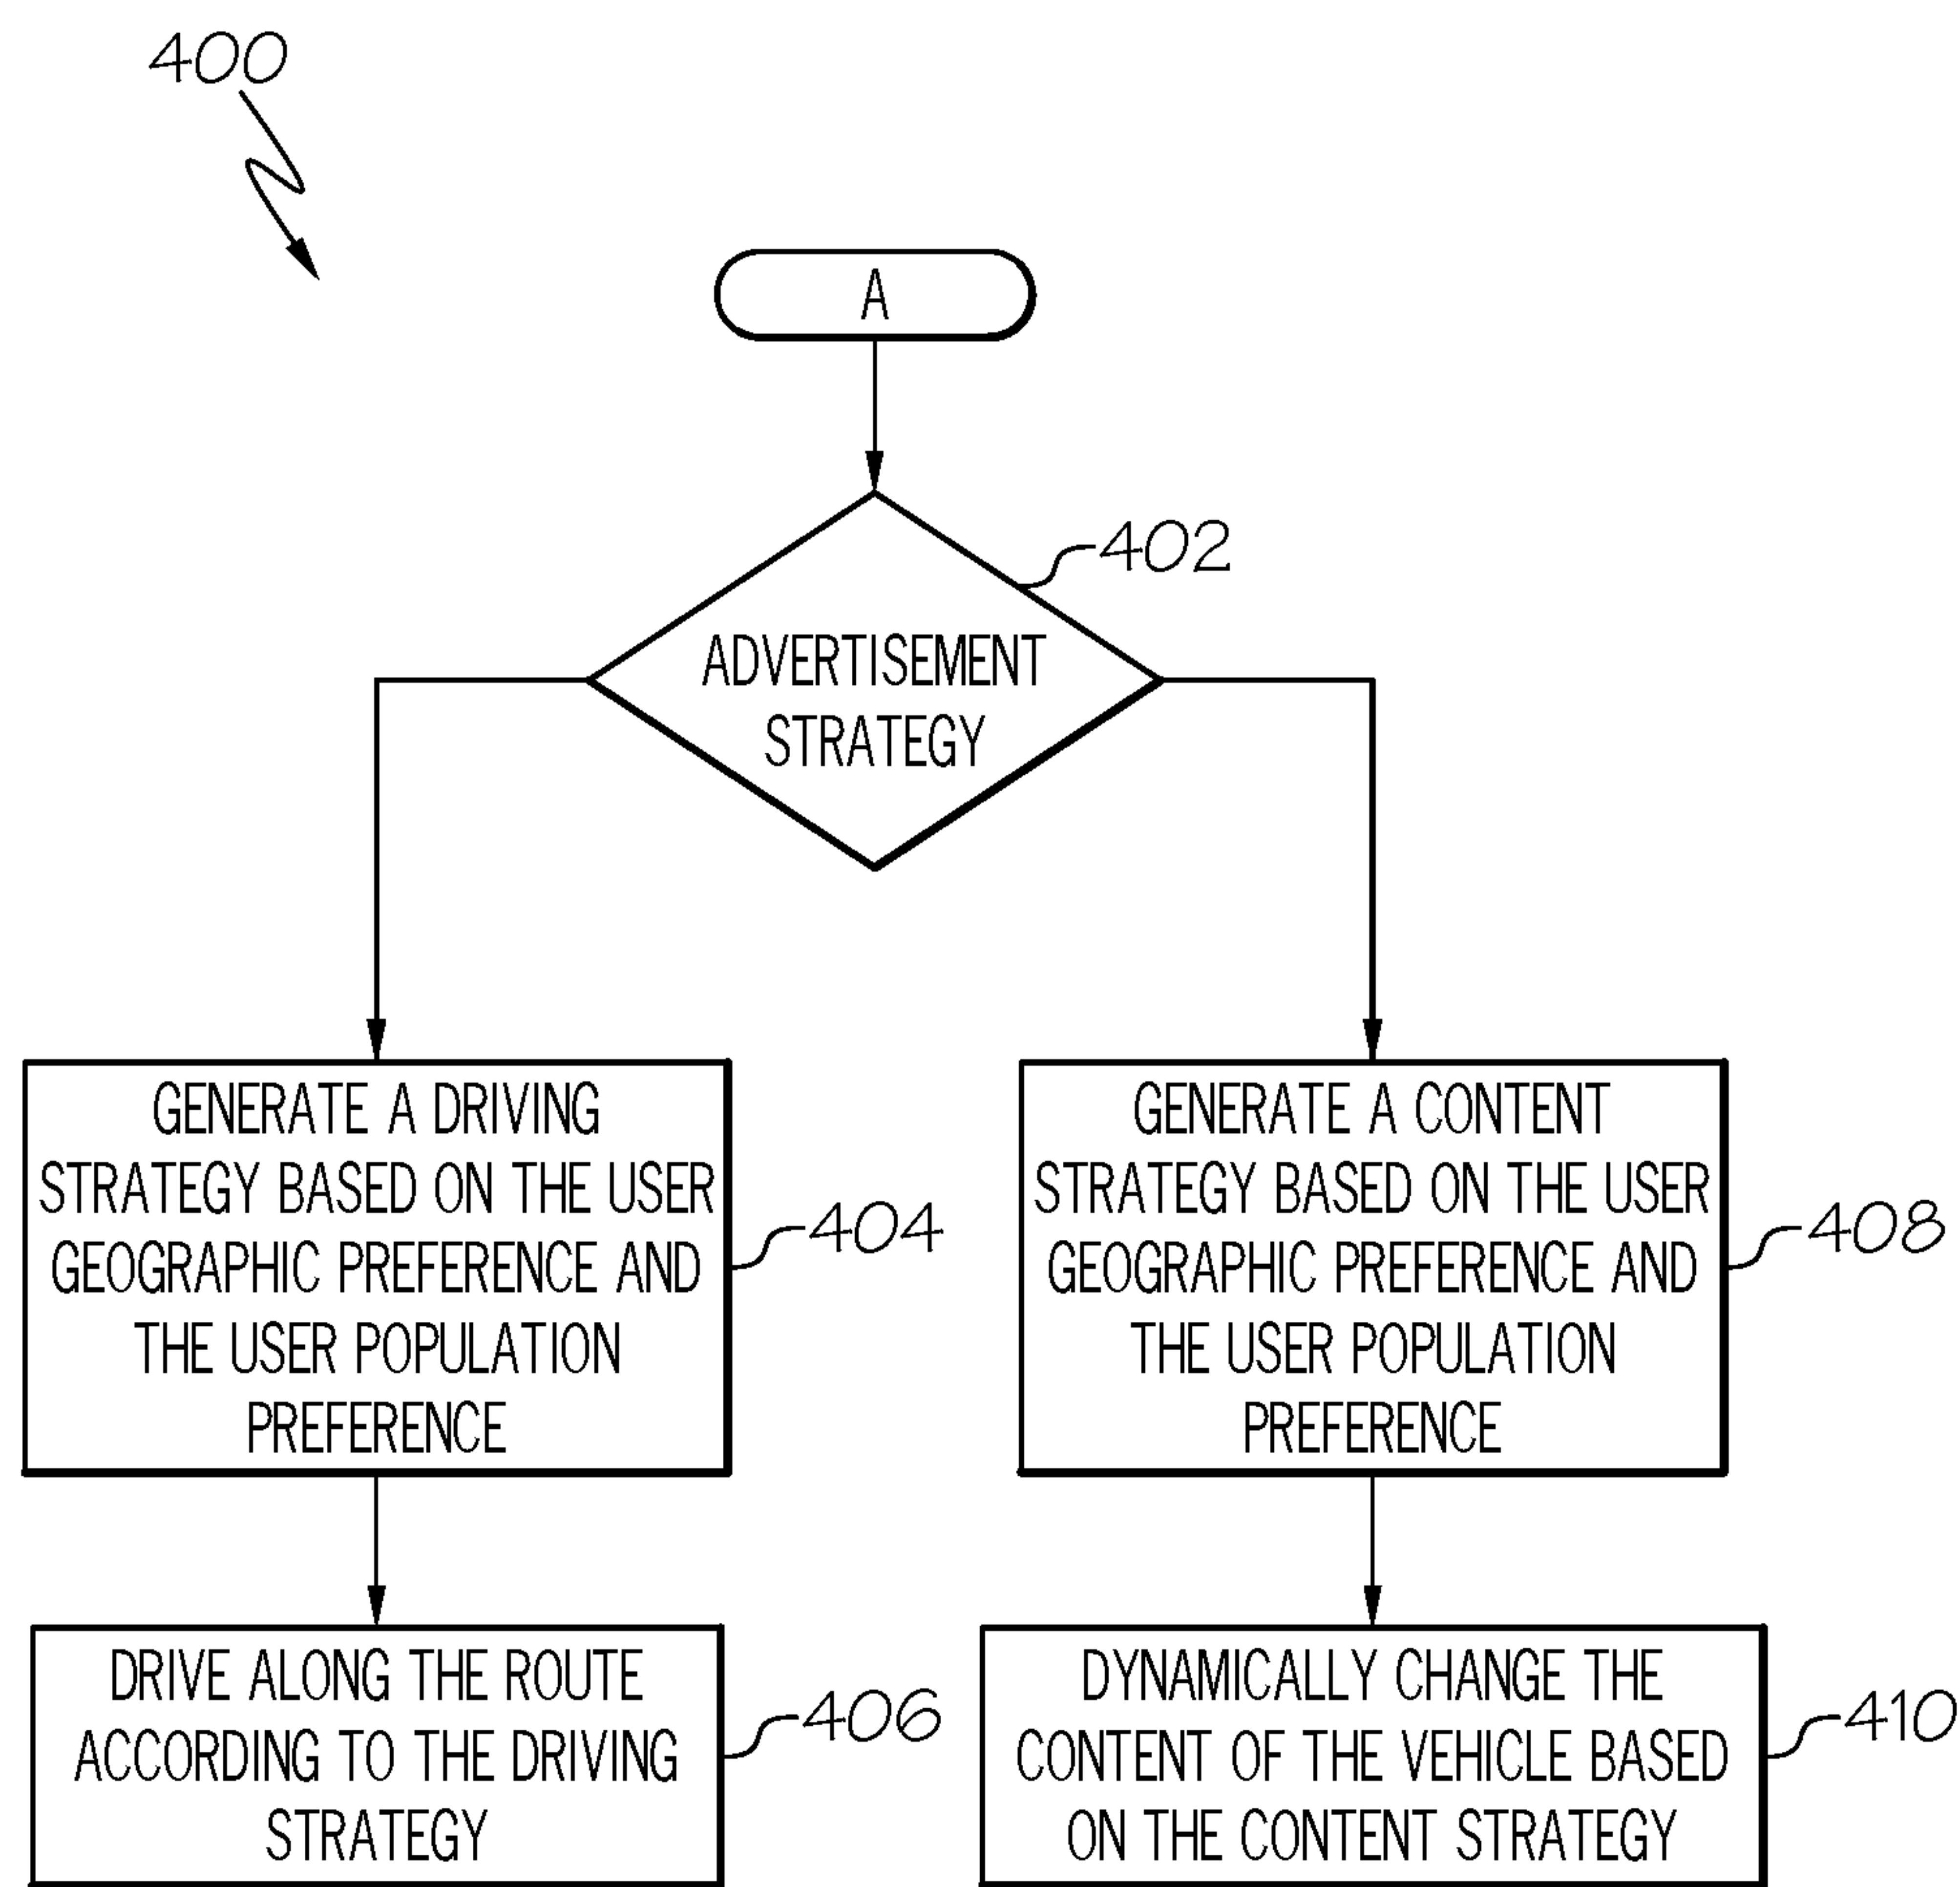 400
A
402
ADVERTISEMENT
STRATEGY
GENERATE A DRIVING
STRATEGY BASED ON THE USER
GEOGRAPHIC PREFERENCE AND
THE USER POPULATION
PREFERENCE
404
GENERATE A CONTENT
STRATEGY BASED ON THE USER
GEOGRAPHIC PREFERENCE AND
THE USER POPULATION
PREFERENCE
408
DRIVE ALONG THE ROUTE
ACCORDING TO THE DRIVING
STRATEGY
406
DYNAMICALLY CHANGE THE
CONTENT OF THE VEHICLE BASED
ON THE CONTENT STRATEGY
410